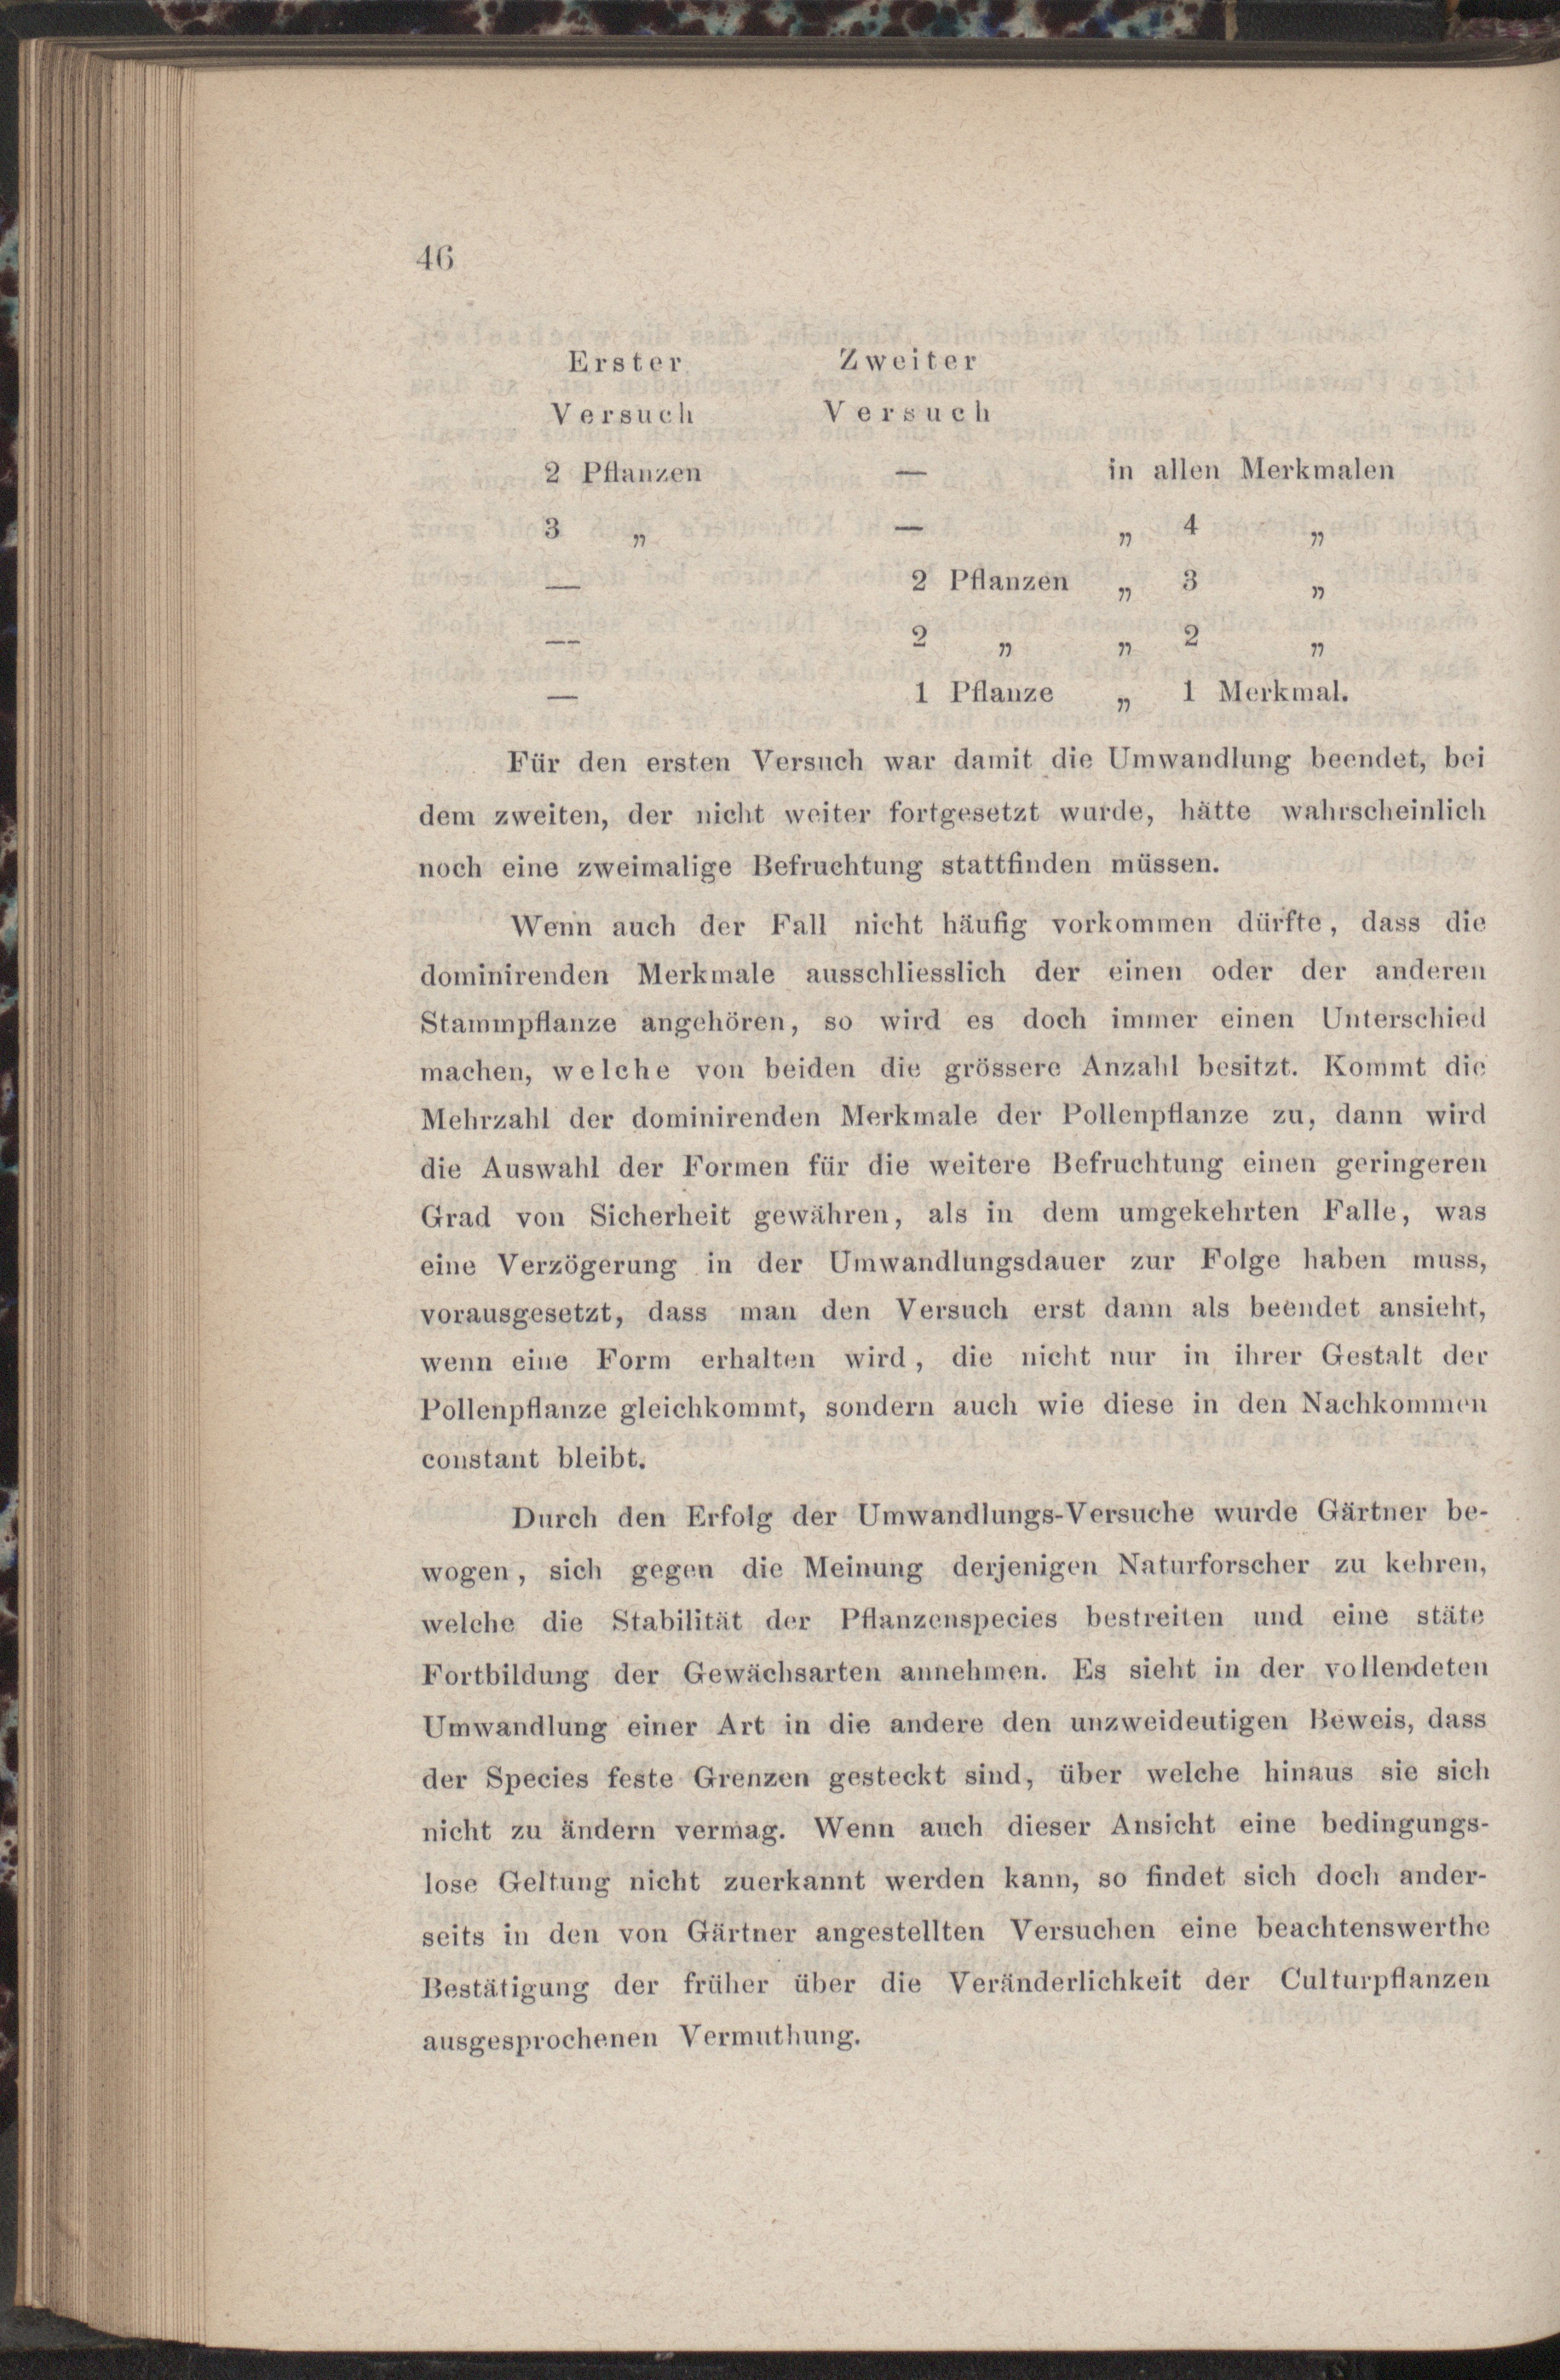 46
Erster Zweiter
Versuch Versuch
2 Pflanzen — in allen Merkmalen
3 „ — „ 4 „
— 2 Pflanzen „ 3 „
— 2 „ „ 2 „
— 1 Pflanze „ 1 Merkmal.
Für den ersten Versuch war damit die Umwandlung beendet, bei
dem zweiten, der nicht weiter fortgesetzt wurde, hätte wahrscheinlich
noch eine zweimalige Befruchtung stattfinden müssen.
Wenn auch der Fall nicht häufig vorkommen dürfte, dass die
dominirenden Merkmale ausschliesslich der einen oder der anderen
Stammpflanze angehören, so wird es doch immer einen Unterschied
machen, welche von beiden die grössere Anzahl besitzt. Kommt die
Mehrzahl der dominirenden Merkmale der Pollenpflanze zu, dann wird
die Auswahl der Formen für die weitere Befruchtung einen geringeren
Grad von Sicherheit gewähren, als in dem umgekehrten Falle, was
eine Verzögerung in der Umwandlungsdauer zur Folge haben muss,
vorausgesetzt, dass man den Versuch erst dann als beendet ansieht,
wenn eine Form erhalten wird, die nicht nur in ihrer Gestalt der
Pollenpflanze gleichkommt, sondern auch wie diese in den Nachkommen
constant bleibt.
Durch den Erfolg der Umwandlungs-Versuche wurde Gärtner be-
wogen, sich gegen die Meinung derjenigen Naturforscher zu kehren,
welche die Stabilität der Pflanzenspecies bestreiten und eine stäte
Fortbildung der Gewächsarten annehmen. Es sieht in der vollendeten
Umwandlung einer Art in die andere den unzweideutigen Beweis, dass
der Species feste Grenzen gesteckt sind, über welche hinaus sie sich
nicht zu ändern vermag. Wenn auch dieser Ansicht eine bedingungs-
lose Geltung nicht zuerkannt werden kann, so findet sich doch ander-
seits in den von Gärtner angestellten Versuchen eine beachtenswerthe
Bestätigung der früher über die Veränderlichkeit der Culturpflanzen
ausgesprochenen Vermuthung.